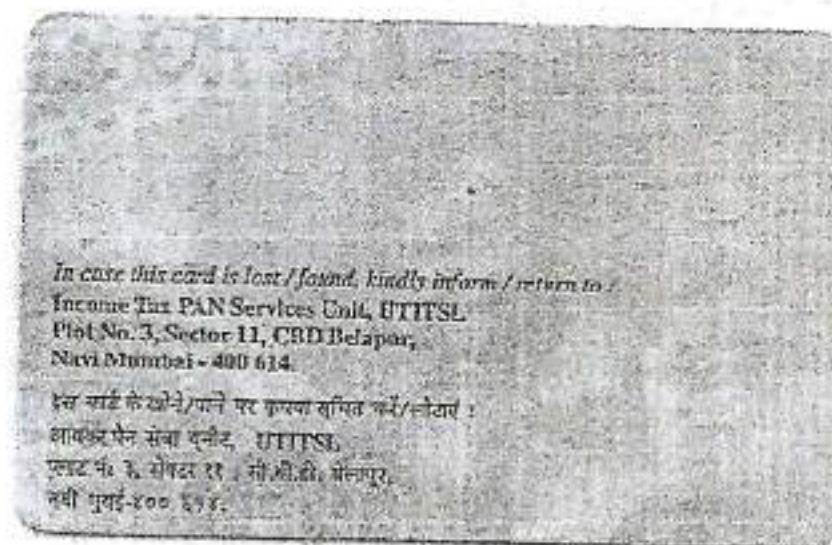 In case this card is lost / found, kindly inform / return to :
Income Tax PAN Services Unit, UTITSL
Plot No. 3, Sector 11, CBD Belapur,
Navi Mumbai - 400 614.
इस कार्ड के खोने/पाने पर कृपया सूचित करें/लौटाएं :
आयकर पैन सेवा यूनीट, UTITSL
प्लाट नं: ३, सेक्टर ११ , सी.बी.डी. बेलापुर,
नवी मुंबई-४०० ६१४.